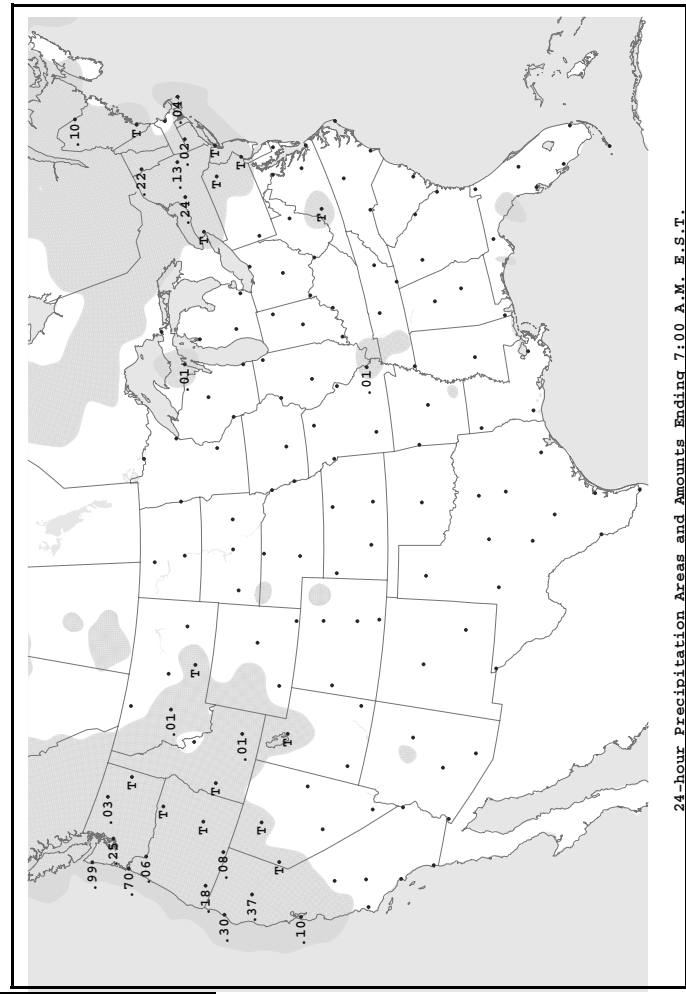 .99
.25
.03
T
.70
.06
T
T
.01
T
.18
.30
.08
T
.01
.37
T
T
T
.10
.01
.01
T
.24
T
.22
.13
.02
.04
T
T
T
T
.10
24-hour Precipitation Areas and Amounts Ending 7:00 A.M. E.S.T.